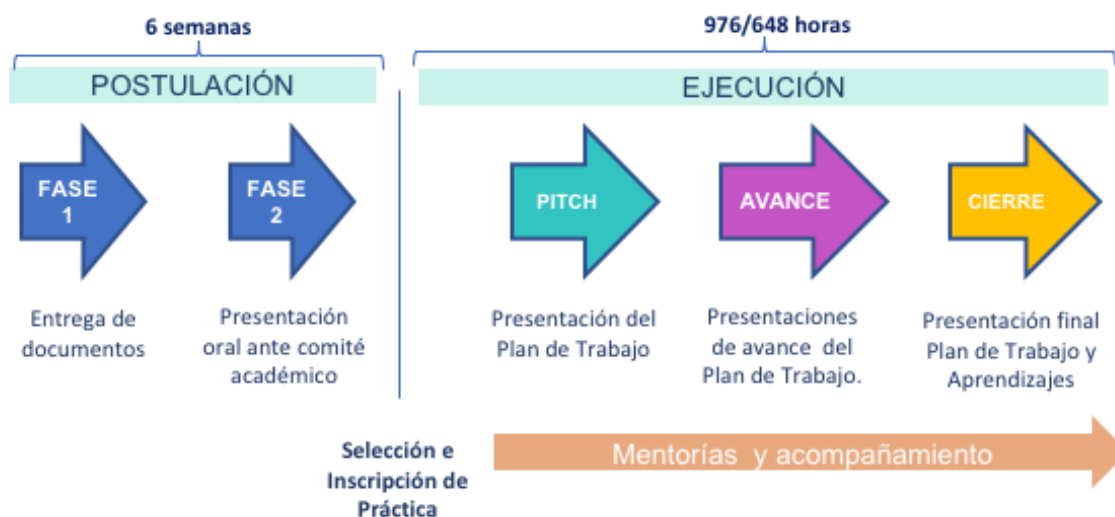 6 semanas
976/648 horas
POSTULACIÓN
EJECUCIÓN
FASE
1
FASE
2
PITCH
AVANCE
CIERRE
Entrega de
documentos
Presentación
oral ante comité
académico
Presentación del
Plan de Trabajo
Presentaciones
de avance del
Plan de Trabajo.
Presentación final
Plan de Trabajo y
Aprendizajes
Selección e
Inscripción de
Práctica
Mentorías y acompañamiento